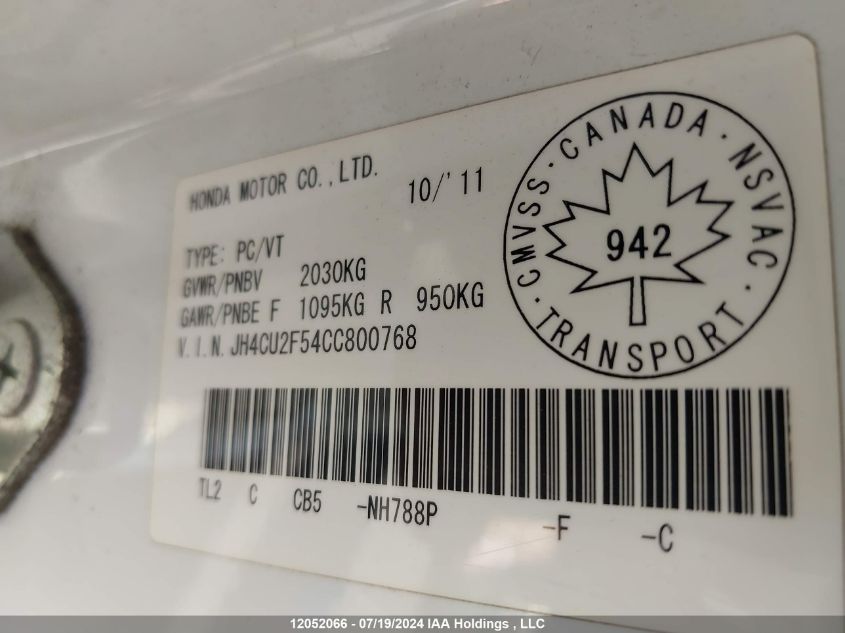 HONDA MOTOR CO.,LTD. 10/'11
TYPE: PC/VT
GVWR/PNBV 2030KG
GAWR/PNBE F 1095KG R 950KG
V.I.N. JH4CU2F54CC800768
·CANADA·NSVAC·TRANSPORT·CMVSS
942
TL2 C CB5 -NH788P -F -C
12052066 - 07/19/2024 IAA Holdings , LLC